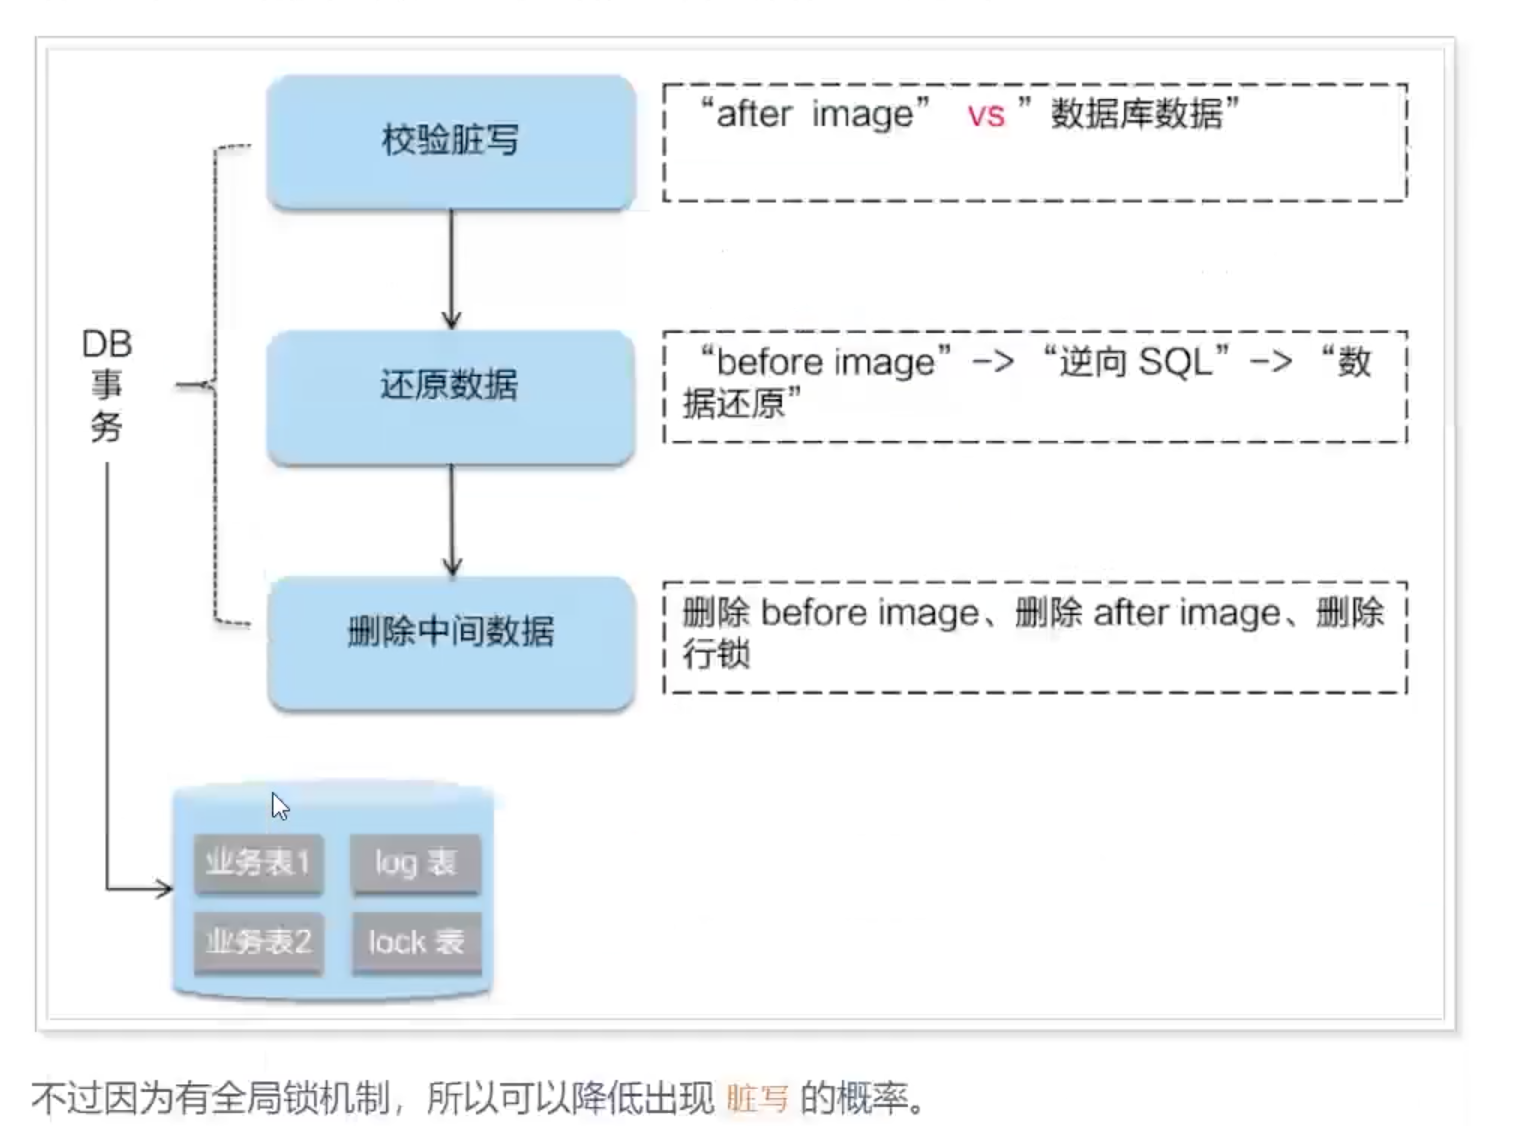 校验脏写
“after image” vs ”数据库数据”
DB
事
务
还原数据
“before image” –> “逆向 SQL” –> “数
据还原”
删除中间数据
删除 before image、删除 after image、删除
行锁
业务表1
log 表
业务表2
lock 表
不过因为有全局锁机制，所以可以降低出现 脏写 的概率。